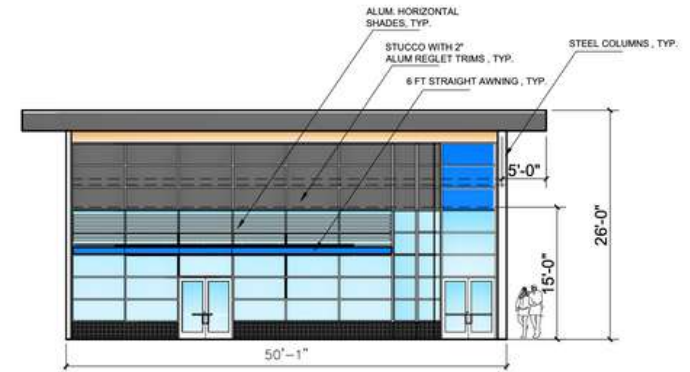 ALUM. HORIZONTAL
SHADES, TYP.
STUCCO WITH 2"
ALUM REGLET TRIMS , TYP.
6 FT STRAIGHT AWNING , TYP.
STEEL COLUMNS , TYP.
5'-0"
26'-0"
15'-0"
50'-1"